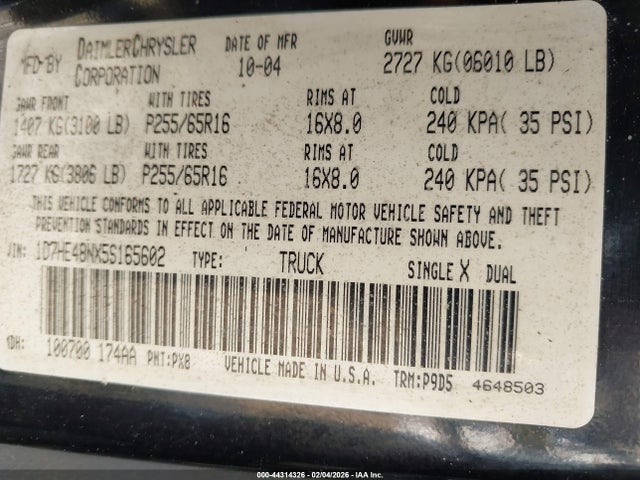 MFD BY DAIMLERCHRYSLER CORPORATION DATE OF MFR 10-04 GVWR 2727 KG(06010 LB)
GAWR FRONT WITH TIRES RIMS AT COLD
1407 KG(3100 LB) P255/65R16 16X8.0 240 KPA( 35 PSI)
GAWR REAR WITH TIRES RIMS AT COLD
1727 KG(3806 LB) P255/65R16 16X8.0 240 KPA( 35 PSI)
THIS VEHICLE CONFORMS TO ALL APPLICABLE FEDERAL MOTOR VEHICLE SAFETY AND THEFT
PREVENTION STANDARDS IN EFFECT ON THE DATE OF MANUFACTURE SHOWN ABOVE.
VIN: 1D7HE48NX5S165602 TYPE: TRUCK SINGLE X DUAL
MDH: 100700 174AA PNT:PX8 VEHICLE MADE IN U.S.A. TRM:P9D5 4648503
000-44314326 - 02/04/2026 - IAA Inc.